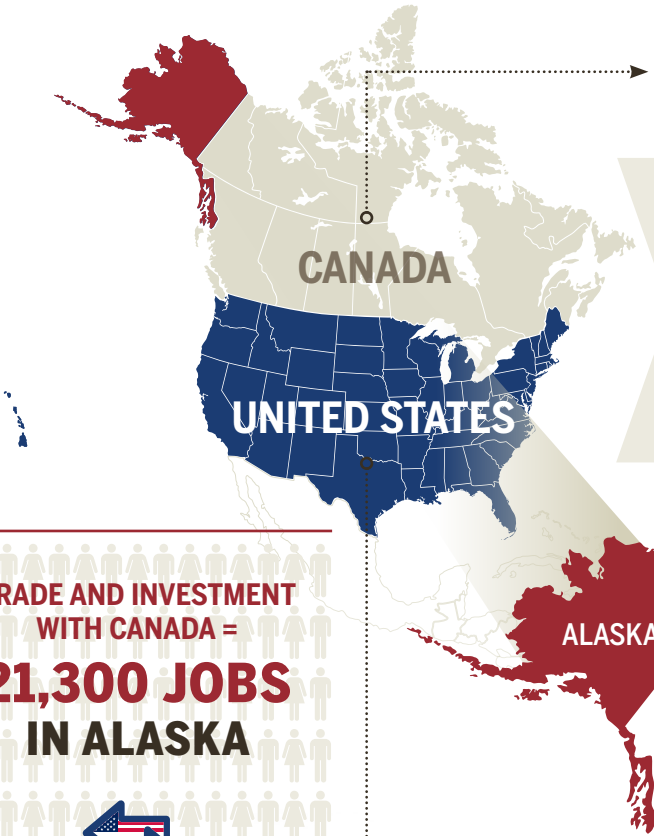 CANADA
UNITED STATES
RADE AND INVESTMENT
WITH CANADA =
21,300 JOBS
IN ALASKA
ALASKA